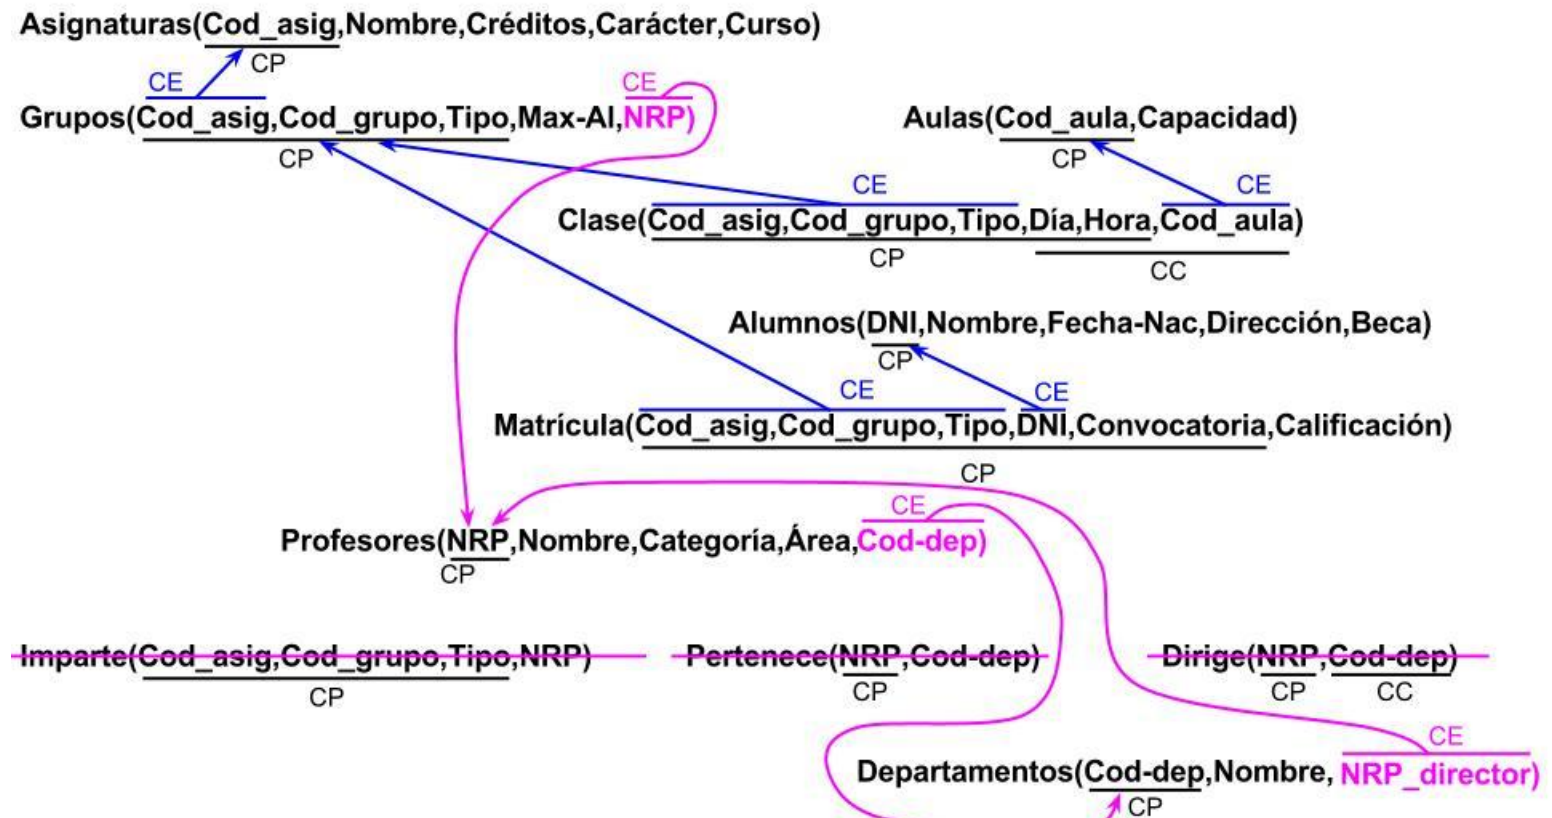 Asignaturas(Cod_asig,Nombre,Créditos,Carácter,Curso)
CP
CE
CE
Grupos(Cod_asig,Cod_grupo,Tipo,Max-Al,NRP)
CP
Aulas(Cod_aula,Capacidad)
CP
CE
CE
Clase(Cod_asig,Cod_grupo,Tipo,Día,Hora,Cod_aula)
CP
CC
Alumnos(DNI,Nombre,Fecha-Nac,Dirección,Beca)
CP
CE
CE
Matrícula(Cod_asig,Cod_grupo,Tipo,DNI,Convocatoria,Calificación)
CP
CE
Profesores(NRP,Nombre,Categoría,Área,Cod-dep)
CP
Imparte(Cod_asig,Cod_grupo,Tipo,NRP)
CP
Pertenece(NRP,Cod-dep)
CP
Dirige(NRP,Cod-dep)
CP
CC
CE
Departamentos(Cod-dep,Nombre, NRP_director)
CP